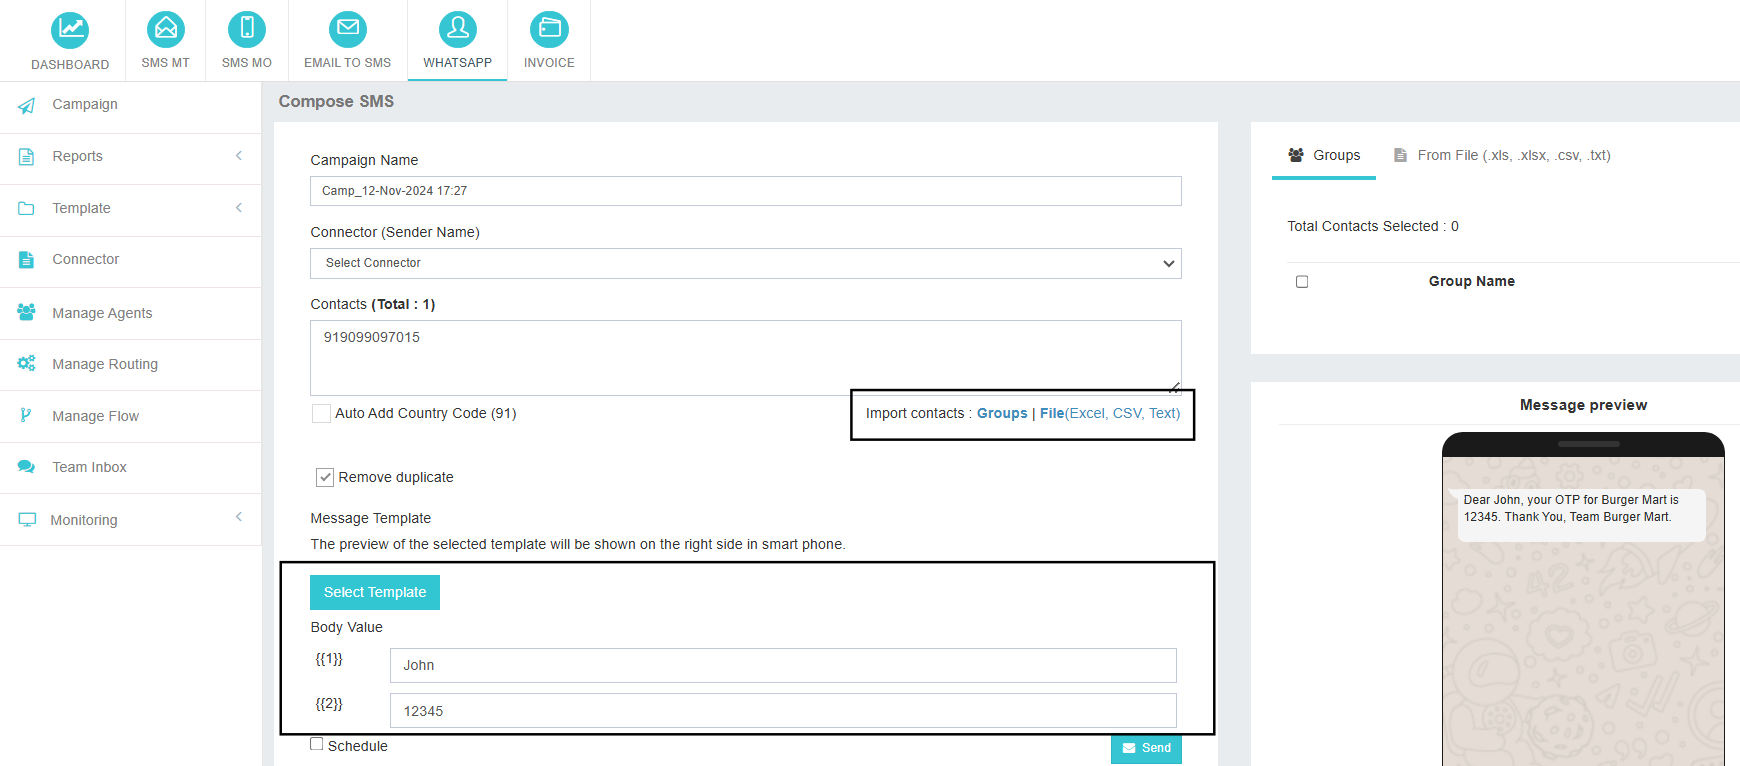 DASHBOARD
SMS MT
SMS MO
EMAIL TO SMS
WHATSAPP
INVOICE
Campaign
Reports
Template
Connector
Manage Agents
Manage Routing
Manage Flow
Team Inbox
Monitoring
Compose SMS
Campaign Name
Camp_12-Nov-2024 17:27
Connector (Sender Name)
Select Connector
Contacts (Total : 1)
919099097015
Auto Add Country Code (91)
Import contacts : Groups | File(Excel, CSV, Text)
Remove duplicate
Message Template
The preview of the selected template will be shown on the right side in smart phone.
Select Template
Body Value
{{1}}
John
{{2}}
12345
Schedule
Send
Groups
From File (.xls, .xlsx, .csv, .txt)
Total Contacts Selected : 0
Group Name
Message preview
Dear John, your OTP for Burger Mart is
12345. Thank You, Team Burger Mart.